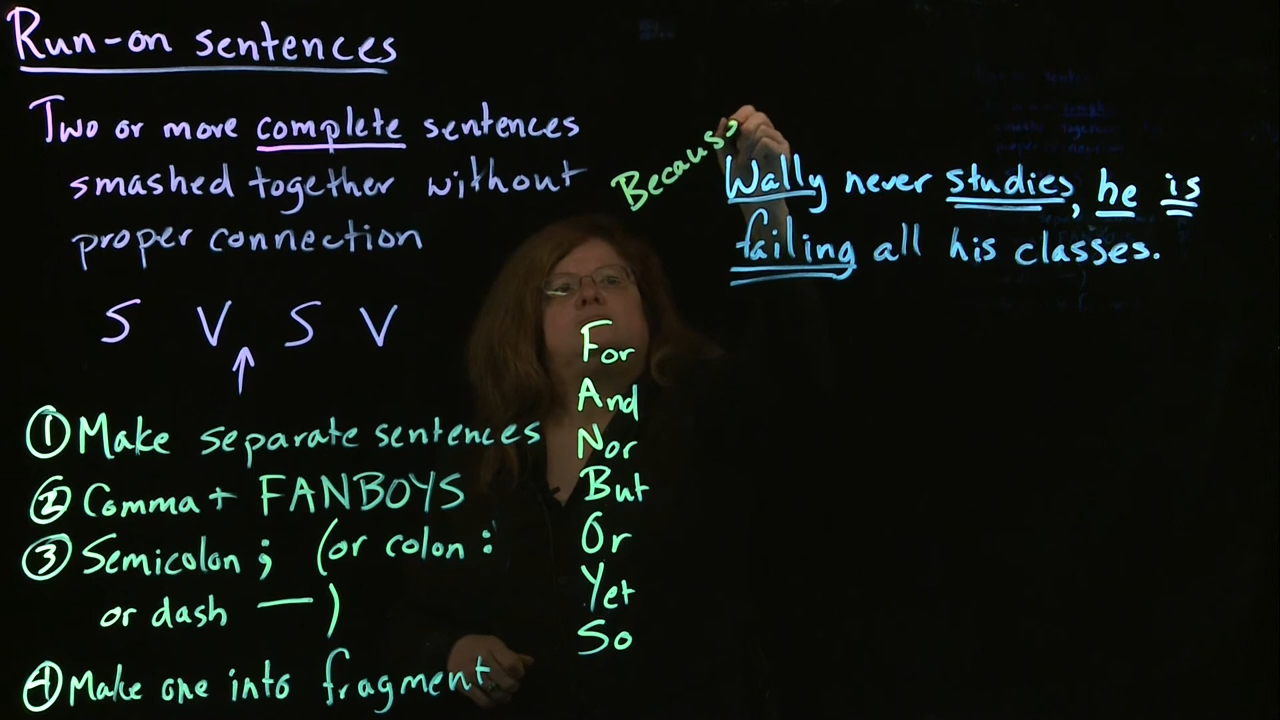 Run-on sentences
Two or more complete sentences
smashed together without
proper connection
S V S V
↑
① Make separate sentences
② Comma + FANBOYS
③ Semicolon ; (or colon :
or dash — )
④ Make one into fragment
For
And
Nor
But
Or
Yet
So
Becaus
Wally never studies, he is
failing all his classes.